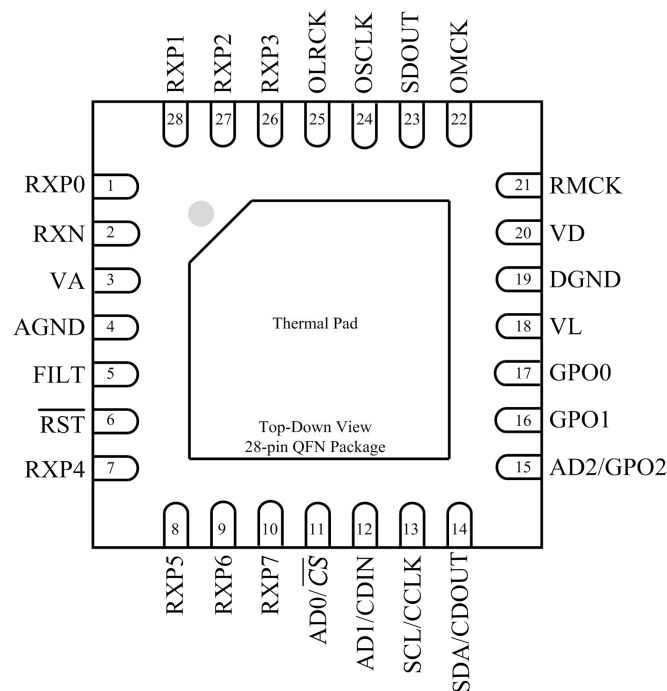 RXP1
RXP2
RXP3
OLRCK
OSCLK
SDOUT
OMCK
28
27
26
25
24
23
22
RXP0 1
RXN 2
VA 3
AGND 4
FILT 5
RST 6
RXP4 7
21 RMCK
20 VD
19 DGND
18 VL
17 GPO0
16 GPO1
15 AD2/GPO2
Thermal Pad
Top-Down View
28-pin QFN Package
8
9
10
11
12
13
14
RXP5
RXP6
RXP7
AD0/CS
AD1/CDIN
SCL/CCLK
SDA/CDOUT